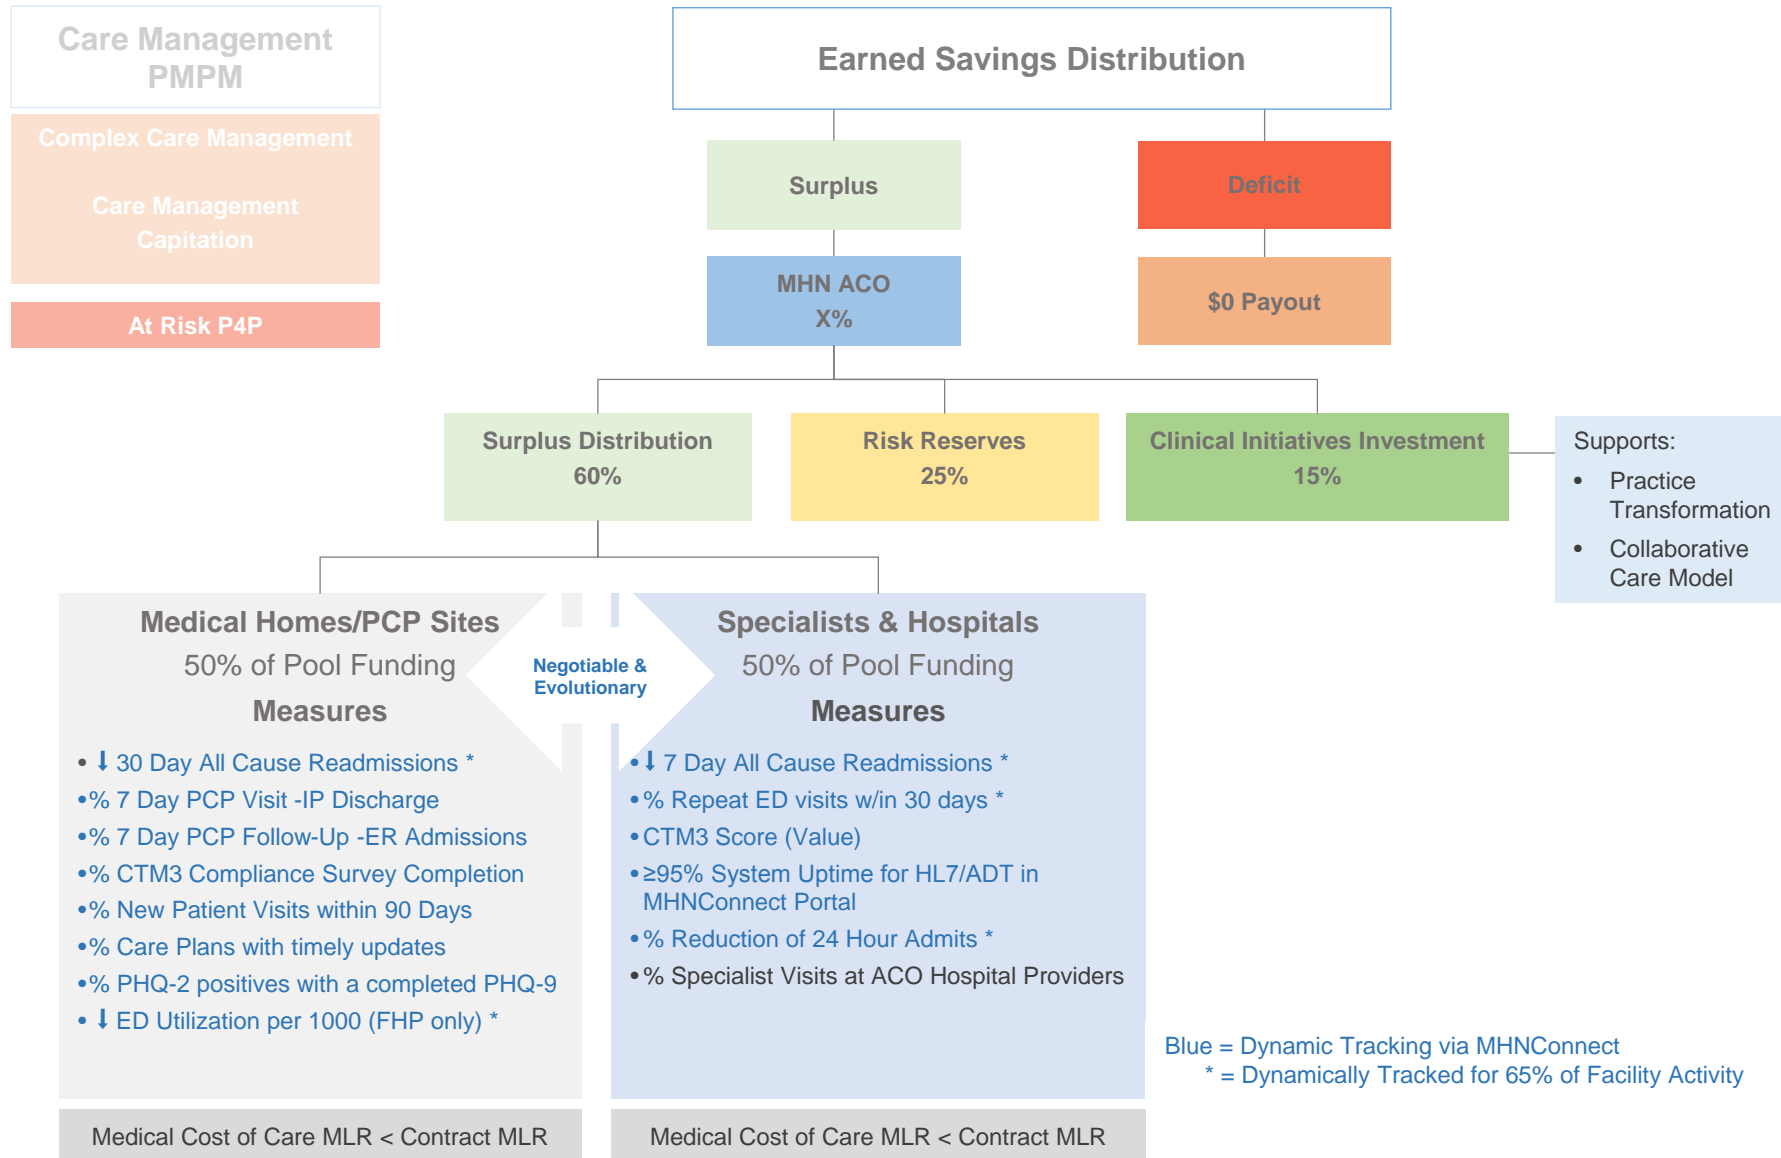 Care Management
PMPM
Complex Care Management
Care Management
Capitation
At Risk P4P
Earned Savings Distribution
Surplus
Deficit
MHN ACO
X%
$0 Payout
Surplus Distribution
60%
Risk Reserves
25%
Clinical Initiatives Investment
15%
Supports:
• Practice
Transformation
• Collaborative
Care Model
Medical Homes/PCP Sites
50% of Pool Funding
Measures
• ⬇ 30 Day All Cause Readmissions *
•% 7 Day PCP Visit -IP Discharge
•% 7 Day PCP Follow-Up -ER Admissions
•% CTM3 Compliance Survey Completion
•% New Patient Visits within 90 Days
•% Care Plans with timely updates
•% PHQ-2 positives with a completed PHQ-9
• ⬇ ED Utilization per 1000 (FHP only) *
Medical Cost of Care MLR < Contract MLR
Negotiable &
Evolutionary
Specialists & Hospitals
50% of Pool Funding
Measures
•⬇ 7 Day All Cause Readmissions *
•% Repeat ED visits w/in 30 days *
•CTM3 Score (Value)
•≥95% System Uptime for HL7/ADT in
MHNConnect Portal
•% Reduction of 24 Hour Admits *
•% Specialist Visits at ACO Hospital Providers
Medical Cost of Care MLR < Contract MLR
Blue = Dynamic Tracking via MHNConnect
* = Dynamically Tracked for 65% of Facility Activity